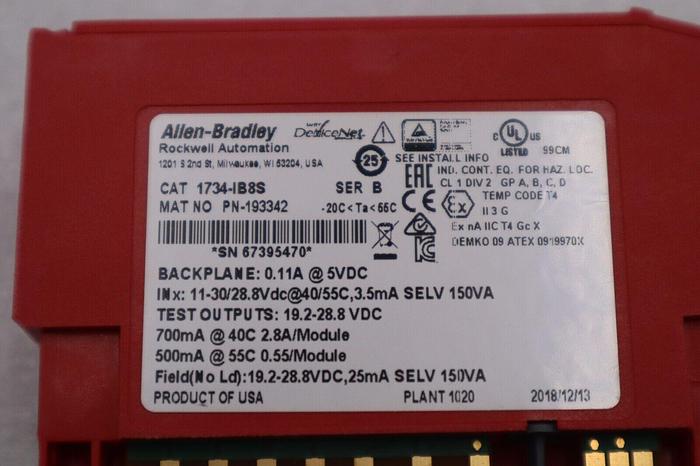 Allen-Bradley
Rockwell Automation
1201 S 2nd St, Milwaukee, WI 53204, USA
DeviceNet
25
C UL US
LISTED 99CM
SEE INSTALL INFO
EAC
IND. CONT. EQ. FOR HAZ. LOC.
CL 1 DIV 2 GP A, B, C, D
CAT 1734-IB8S SER B
MAT NO PN-193342 -20C<Ta<55C
CE
Ex
TEMP CODE T4
II 3 G
Ex nA IIC T4 Gc X
DEMKO 09 ATEX 0919970X
*SN 67395470*
BACKPLANE: 0.11A @ 5VDC
INx: 11-30/28.8Vdc@40/55C,3.5mA SELV 150VA
TEST OUTPUTS: 19.2-28.8 VDC
700mA @ 40C 2.8A/Module
500mA @ 55C 0.55/Module
Field(No Ld):19.2-28.8VDC,25mA SELV 150VA
PRODUCT OF USA PLANT 1020 2018/12/13